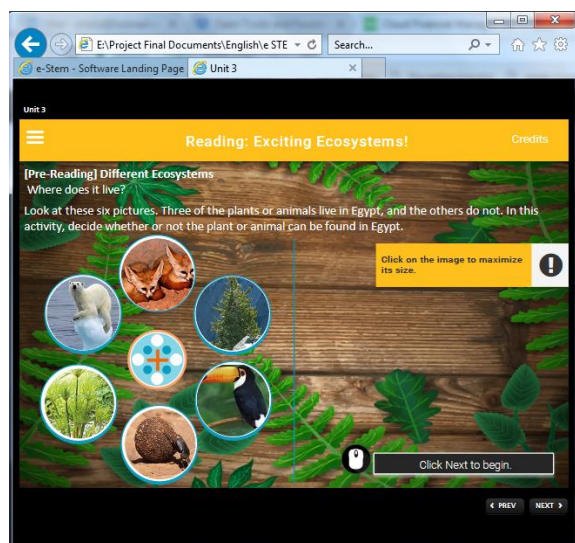 E:\Project Final Documents\English\e STE
Search...
e-Stem - Software Landing Page
Unit 3
Unit 3
Reading: Exciting Ecosystems!
Credits
[Pre-Reading] Different Ecosystems
Where does it live?
Look at these six pictures. Three of the plants or animals live in Egypt, and the others do not. In this
activity, decide whether or not the plant or animal can be found in Egypt.
Click on the image to maximize
its size.
Click Next to begin.
PREV
NEXT